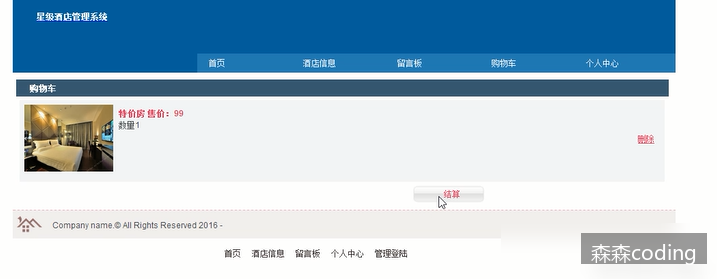 星级酒店管理系统
首页 酒店信息 留言板 购物车 个人中心
购物车
特价房 售价：99
数量1
删除
结算
Company name.© All Rights Reserved 2016 -
首页 酒店信息 留言板 个人中心 管理登陆
森森coding